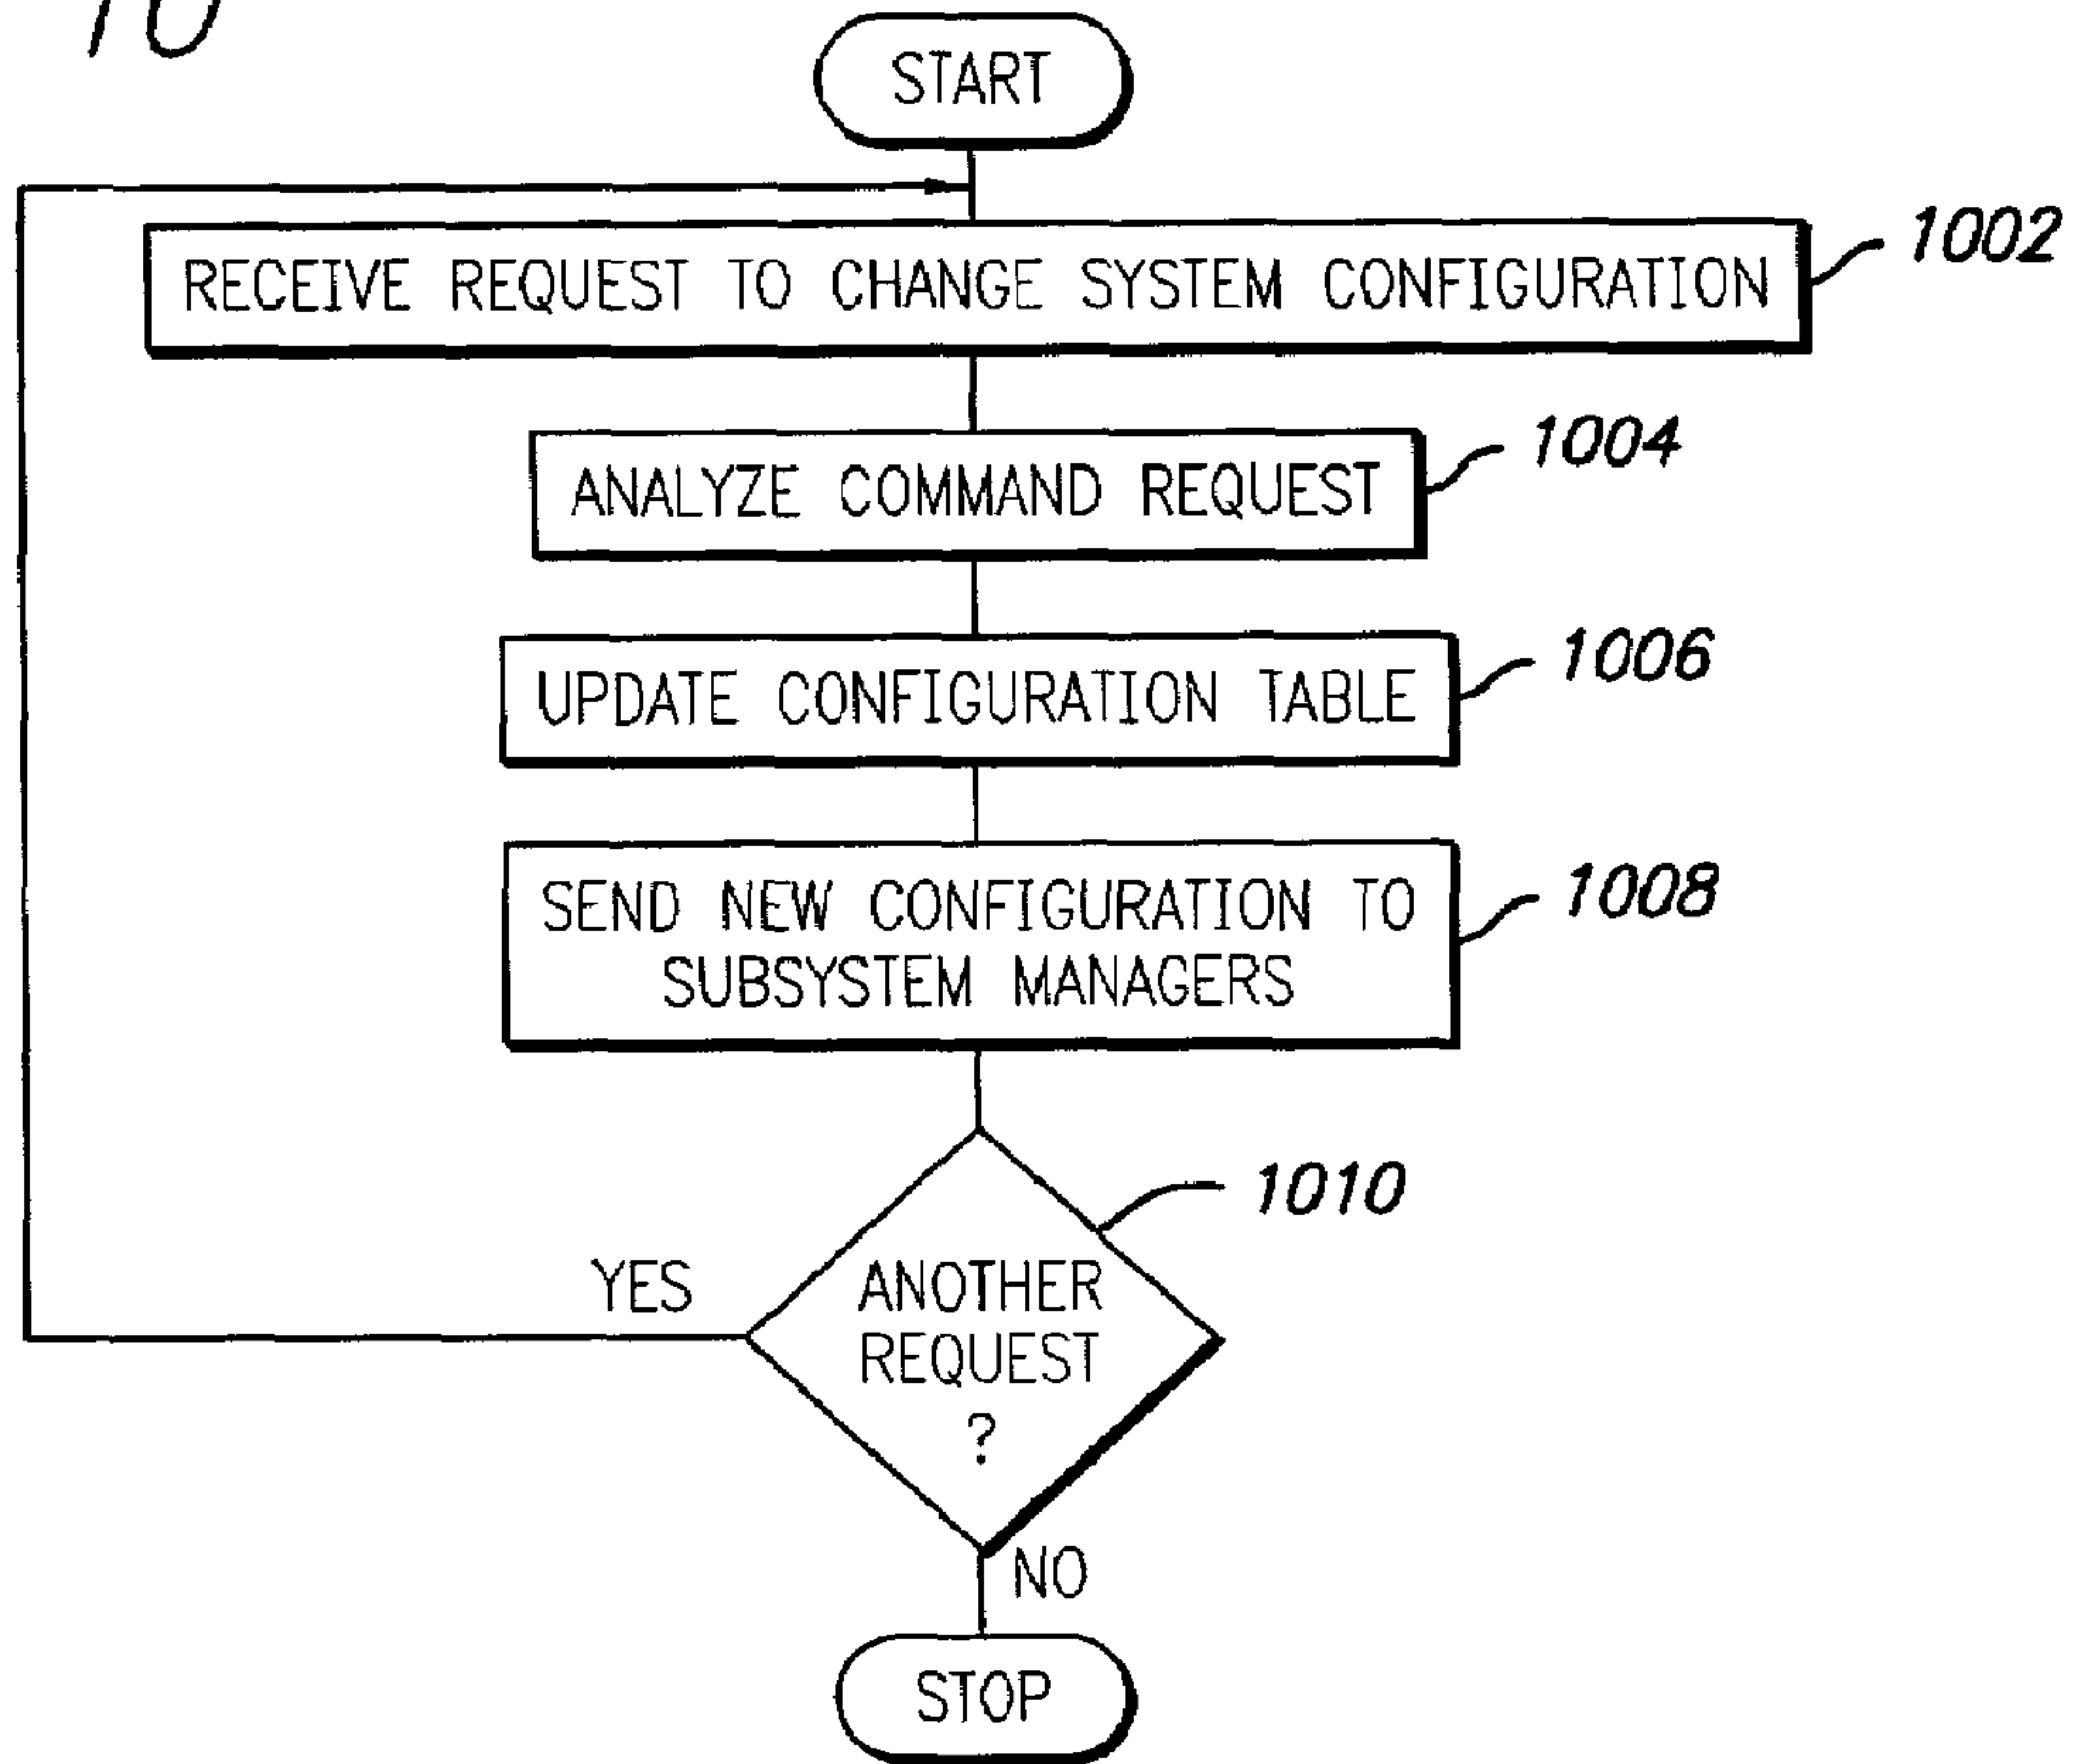 10
START
RECEIVE REQUEST TO CHANGE SYSTEM CONFIGURATION
1002
ANALYZE COMMAND REQUEST
1004
UPDATE CONFIGURATION TABLE
1006
SEND NEW CONFIGURATION TO
SUBSYSTEM MANAGERS
1008
1010
YES
ANOTHER
REQUEST
?
NO
STOP